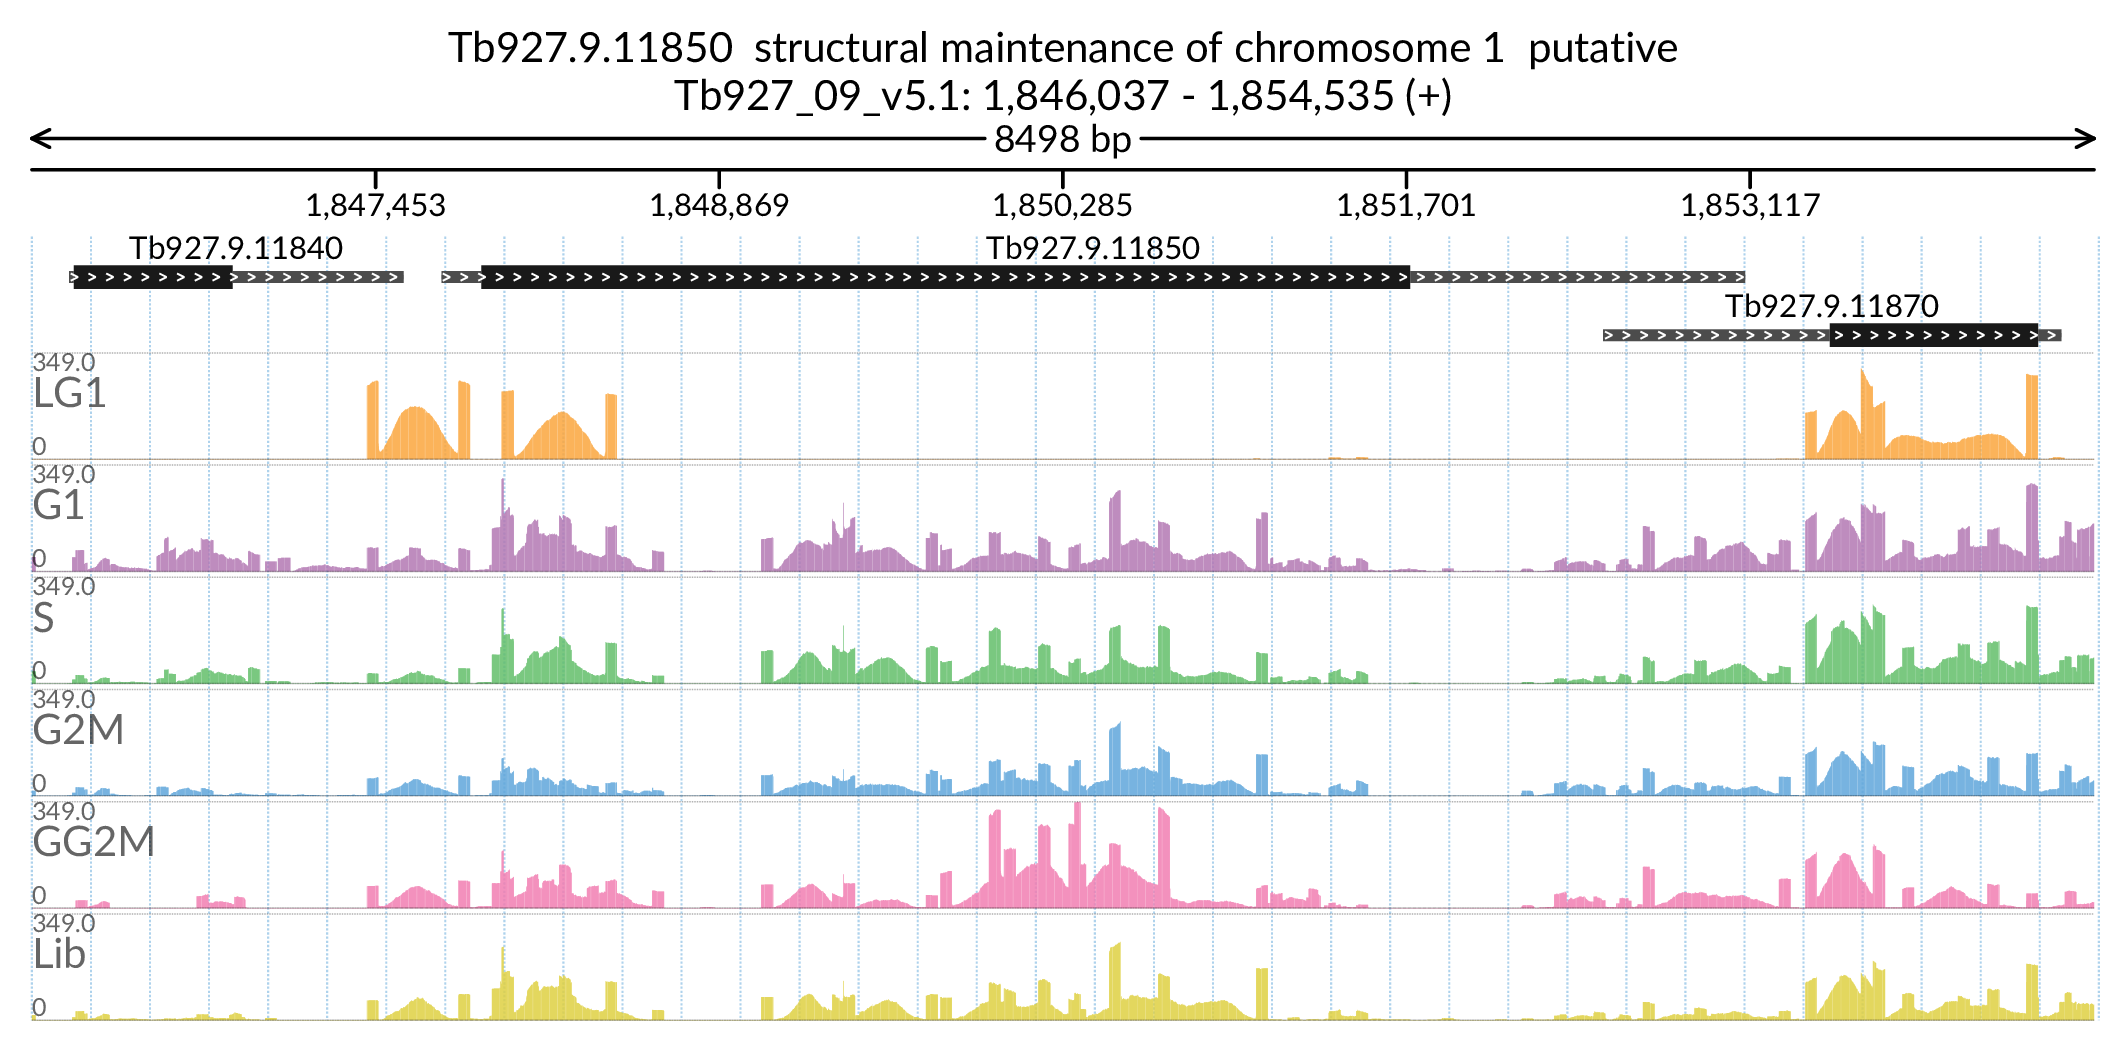 Tb927.9.11850  structural maintenance of chromosome 1  putative
Tb927_09_v5.1: 1,846,037 - 1,854,535 (+)
8498 bp
1,847,453 1,848,869 1,850,285 1,851,701 1,853,117
Tb927.9.11840 Tb927.9.11850
Tb927.9.11870
349.0
LG1
0
349.0
G1
0
349.0
S
0
349.0
G2M
0
349.0
GG2M
0
349.0
Lib
0